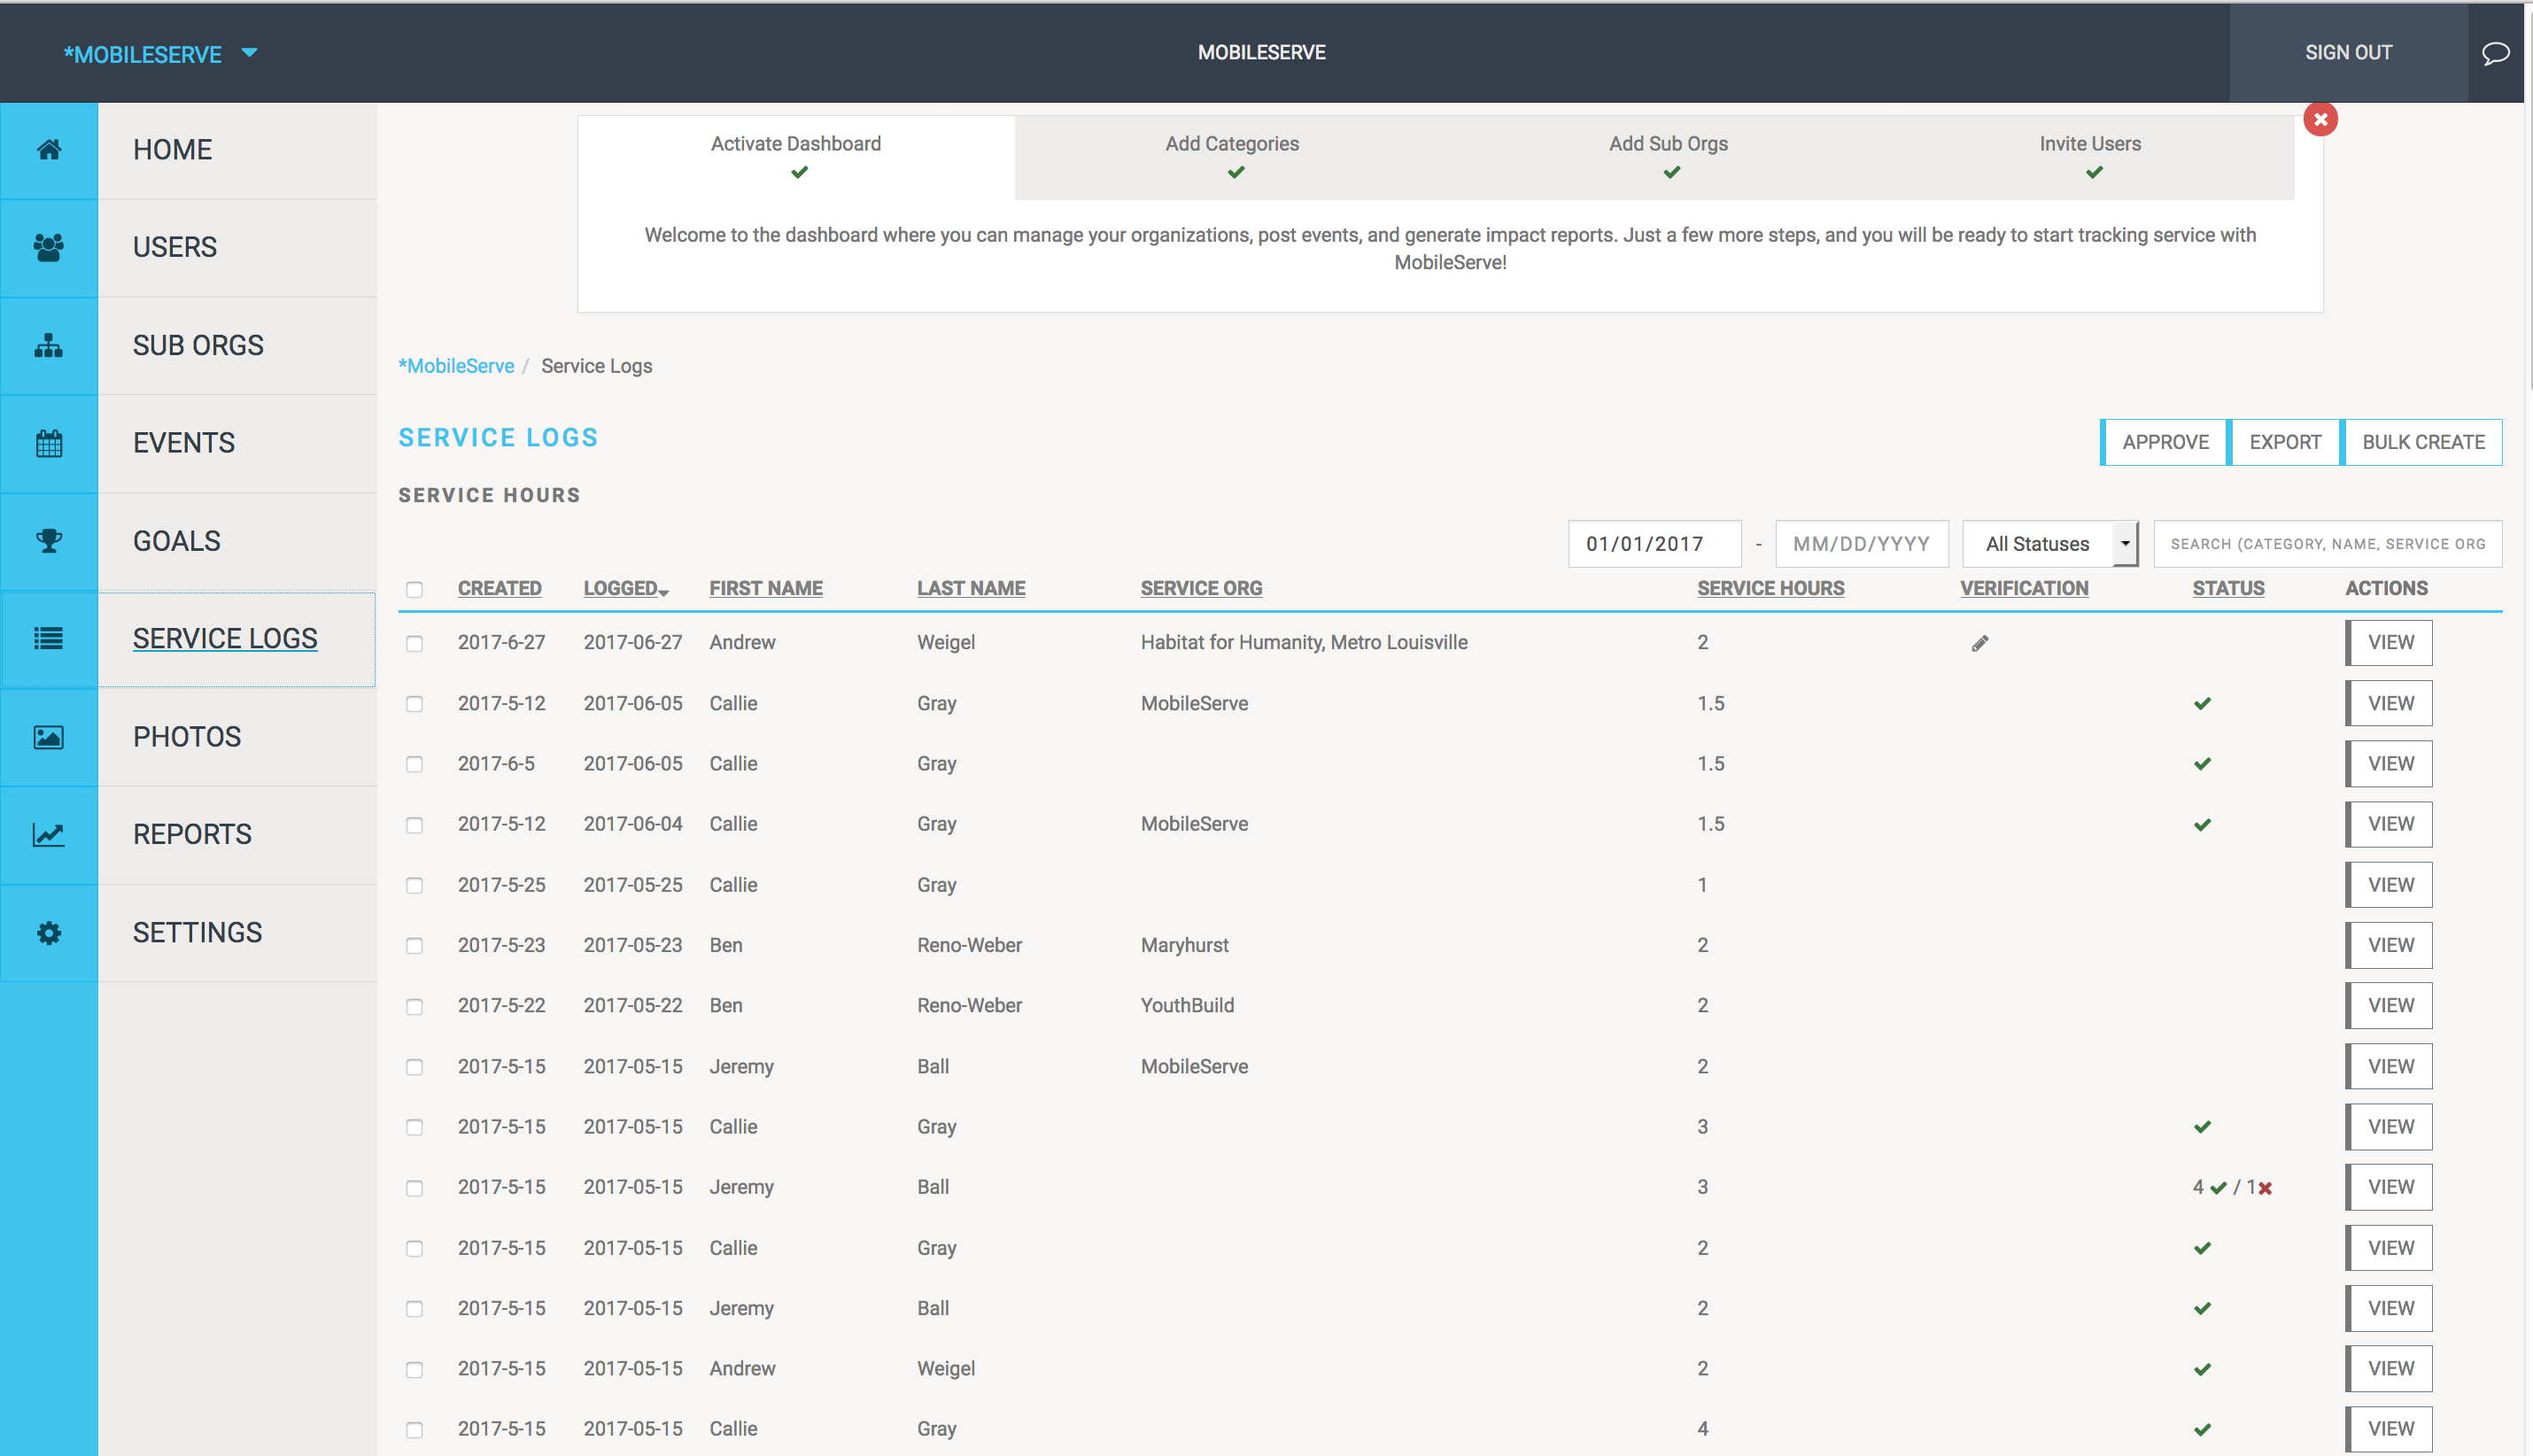 *MOBILESERVE
MOBILESERVE
SIGN OUT
HOME
USERS
SUB ORGS
EVENTS
GOALS
SERVICE LOGS
PHOTOS
REPORTS
SETTINGS
Activate Dashboard Add Categories Add Sub Orgs Invite Users
Welcome to the dashboard where you can manage your organizations, post events, and generate impact reports. Just a few more steps, and you will be ready to start tracking service with
MobileServe!
*MobileServe / Service Logs
SERVICE LOGS
APPROVE EXPORT BULK CREATE
SERVICE HOURS
01/01/2017 - MM/DD/YYYY All Statuses SEARCH (CATEGORY, NAME, SERVICE ORG
CREATED LOGGED FIRST NAME LAST NAME SERVICE ORG SERVICE HOURS VERIFICATION STATUS ACTIONS
2017-6-27 2017-06-27 Andrew Weigel Habitat for Humanity, Metro Louisville 2 VIEW
2017-5-12 2017-06-05 Callie Gray MobileServe 1.5 VIEW
2017-6-5 2017-06-05 Callie Gray 1.5 VIEW
2017-5-12 2017-06-04 Callie Gray MobileServe 1.5 VIEW
2017-5-25 2017-05-25 Callie Gray 1 VIEW
2017-5-23 2017-05-23 Ben Reno-Weber Maryhurst 2 VIEW
2017-5-22 2017-05-22 Ben Reno-Weber YouthBuild 2 VIEW
2017-5-15 2017-05-15 Jeremy Ball MobileServe 2 VIEW
2017-5-15 2017-05-15 Callie Gray 3 VIEW
2017-5-15 2017-05-15 Jeremy Ball 3 4 / 1 VIEW
2017-5-15 2017-05-15 Callie Gray 2 VIEW
2017-5-15 2017-05-15 Jeremy Ball 2 VIEW
2017-5-15 2017-05-15 Andrew Weigel 2 VIEW
2017-5-15 2017-05-15 Callie Gray 4 VIEW